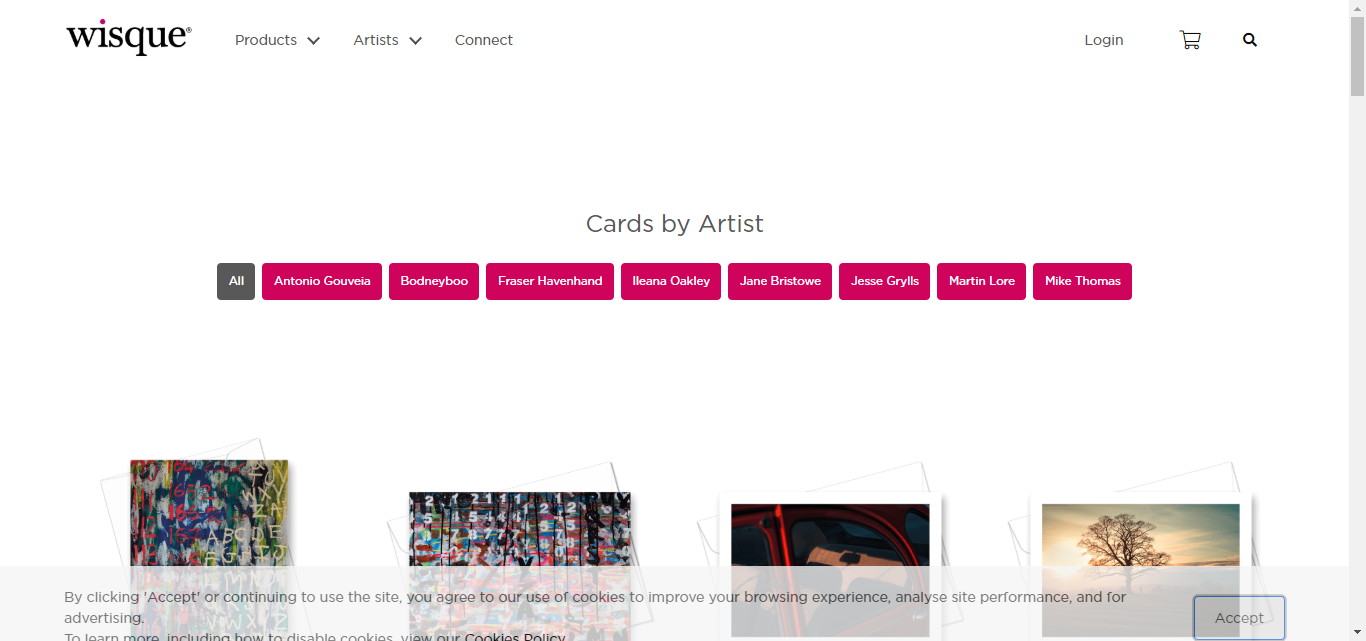 wisque®
Products
Artists
Connect
Login
Cards by Artist
All
Antonio Gouveia
Bodneyboo
Fraser Havenhand
Ileana Oakley
Jane Bristowe
Jesse Grylls
Martin Lore
Mike Thomas
By clicking 'Accept' or continuing to use the site, you agree to our use of cookies to improve your browsing experience, analyse site performance, and for
advertising.
To learn more, including how to disable cookies, view our Cookies Policy
Accept